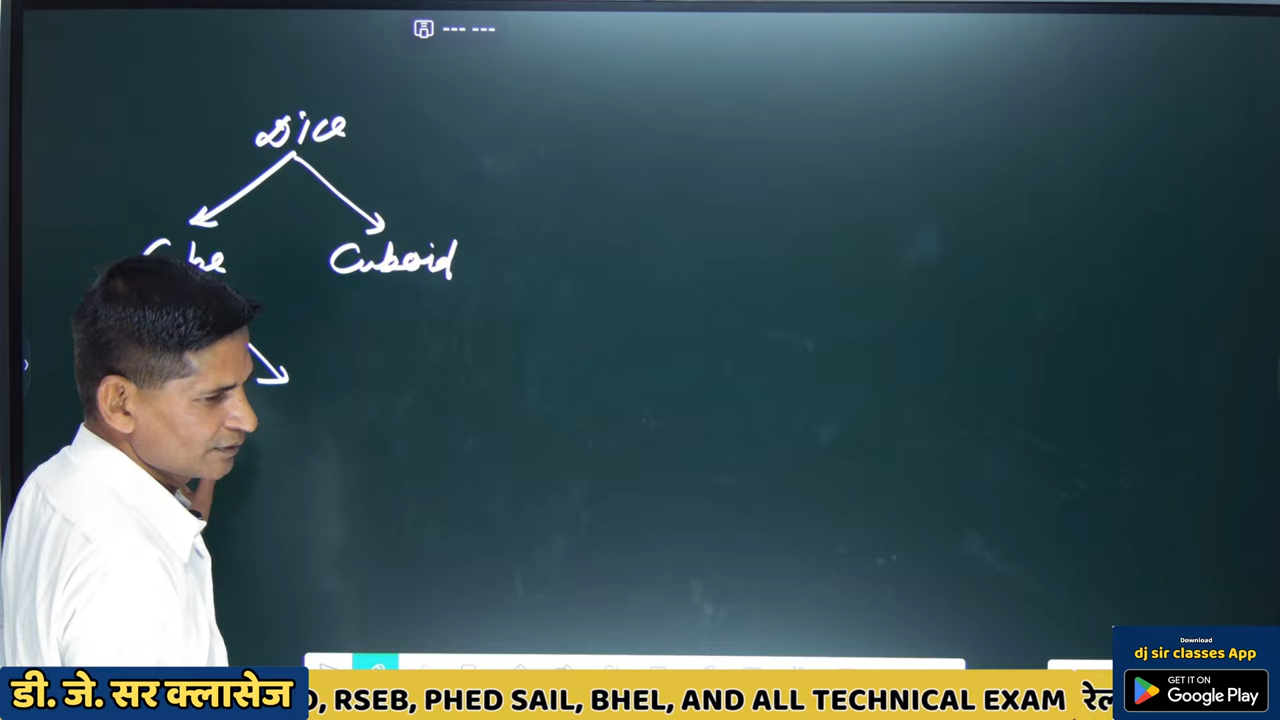 Dice
Cube Cuboid
डी. जे. सर क्लासेज
, RSEB, PHED SAIL, BHEL, AND ALL TECHNICAL EXAM
Download
dj sir classes App
GET IT ON
Google Play